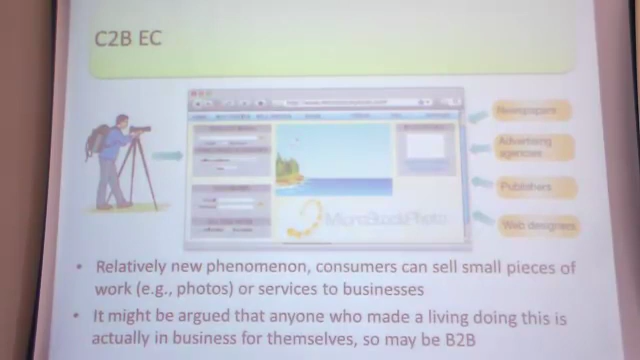 C2B EC
Newspapers
Advertising
agencies
Publishers
Web designers
MicroStockPhoto
• Relatively new phenomenon, consumers can sell small pieces of
work (e.g., photos) or services to businesses
• It might be argued that anyone who made a living doing this is
actually in business for themselves, so may be B2B